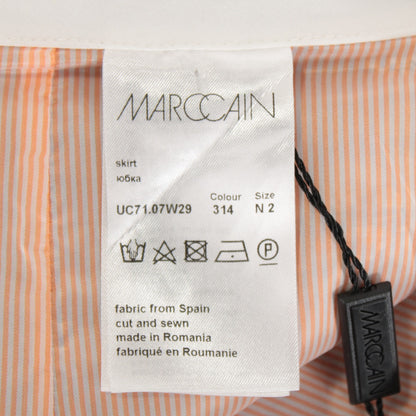 MARCCAIN
skirt
юбка
Colour Size
UC71.07W29 314 N 2
P
fabric from Spain
cut and sewn
made in Romania
fabriqué en Roumanie
MARCCAIN